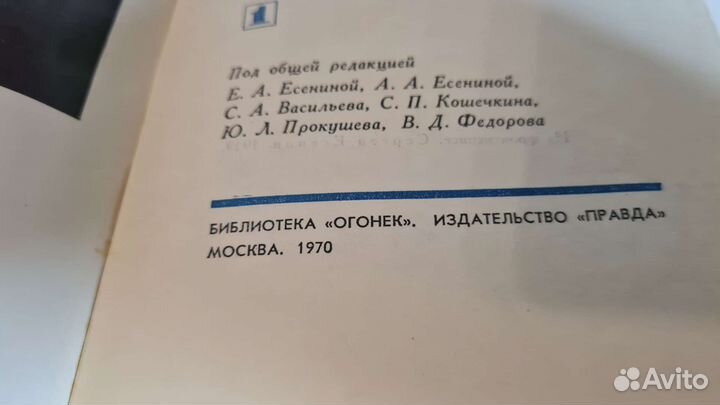 1
Под общей редакцией
Е. А. Есениной, А. А. Есениной,
С. А. Васильева, С. П. Кошечкина,
Ю. Л. Прокушева, В. Д. Федорова
БИБЛИОТЕКА «ОГОНЕК». ИЗДАТЕЛЬСТВО «ПРАВДА»
МОСКВА. 1970
Avito